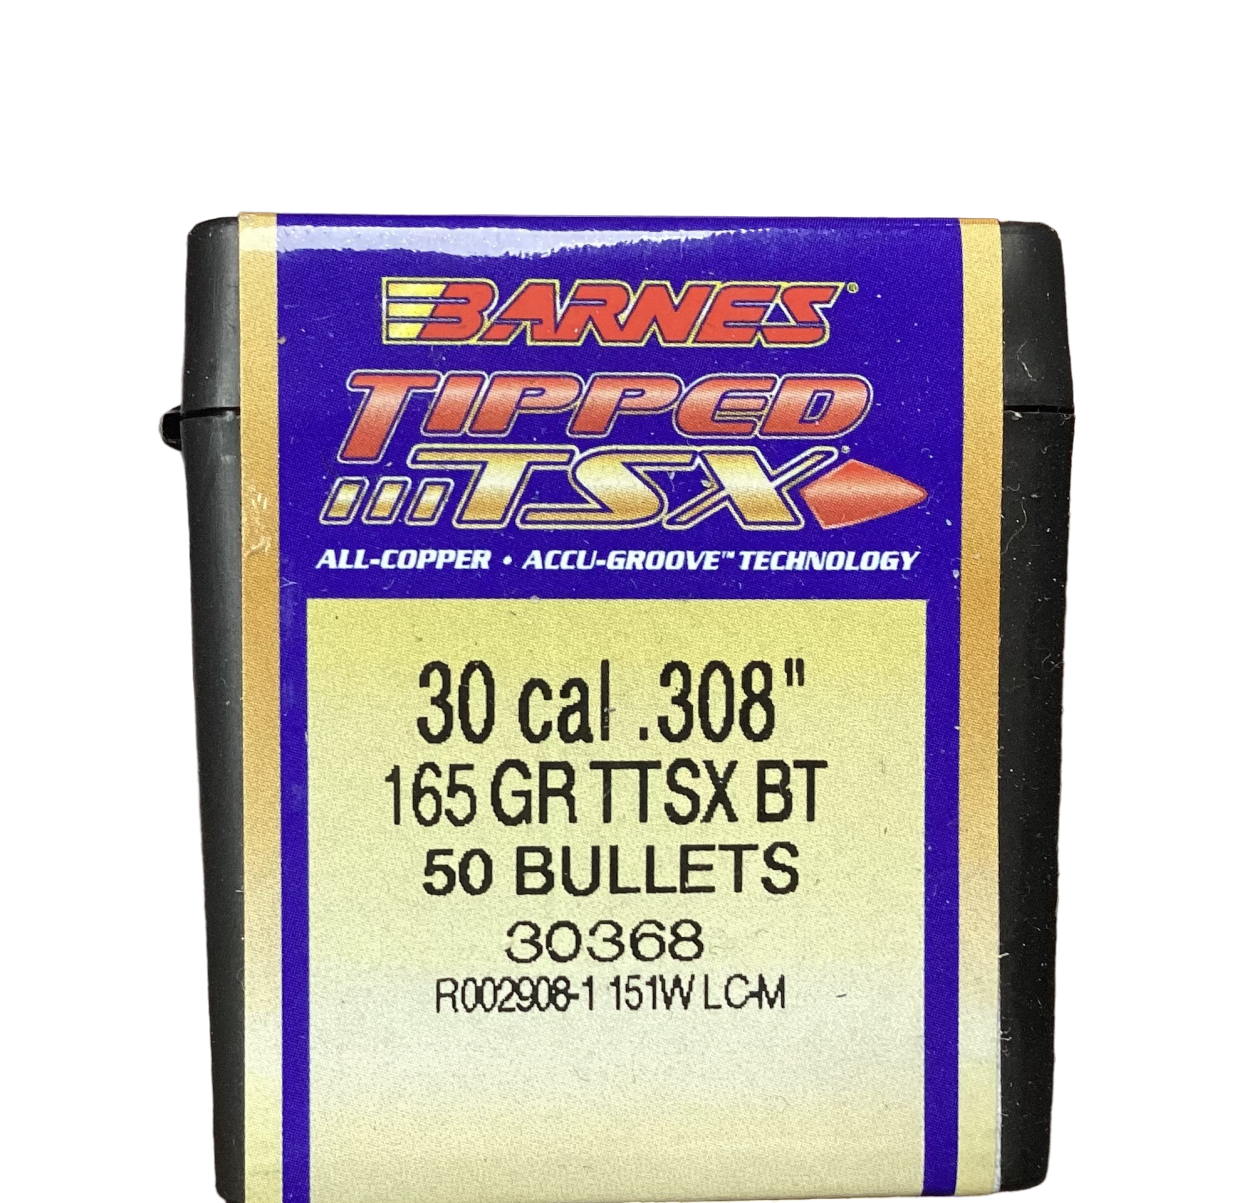 BARNES®
TIPPED
TSX®
ALL-COPPER • ACCU-GROOVE™ TECHNOLOGY
30 cal .308"
165 GR TTSX BT
50 BULLETS
30368
R002908-1 151W LC-M